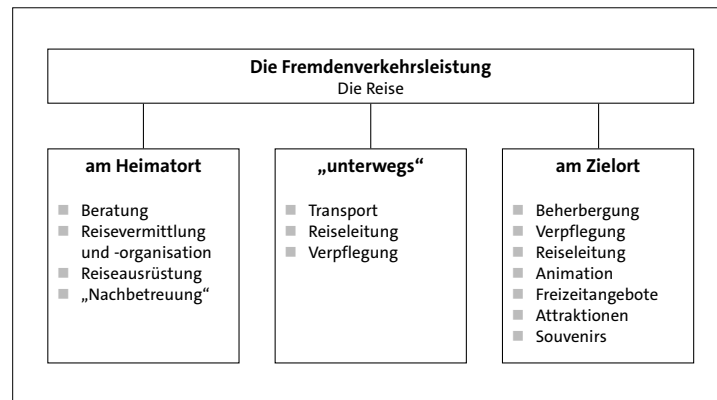 Die Fremdenverkehrsleistung
Die Reise
am Heimatort
Beratung
Reisevermittlung
und -organisation
Reiseausrüstung
„Nachbetreuung“
„unterwegs“
Transport
Reiseleitung
Verpflegung
am Zielort
Beherbergung
Verpflegung
Reiseleitung
Animation
Freizeitangebote
Attraktionen
Souvenirs